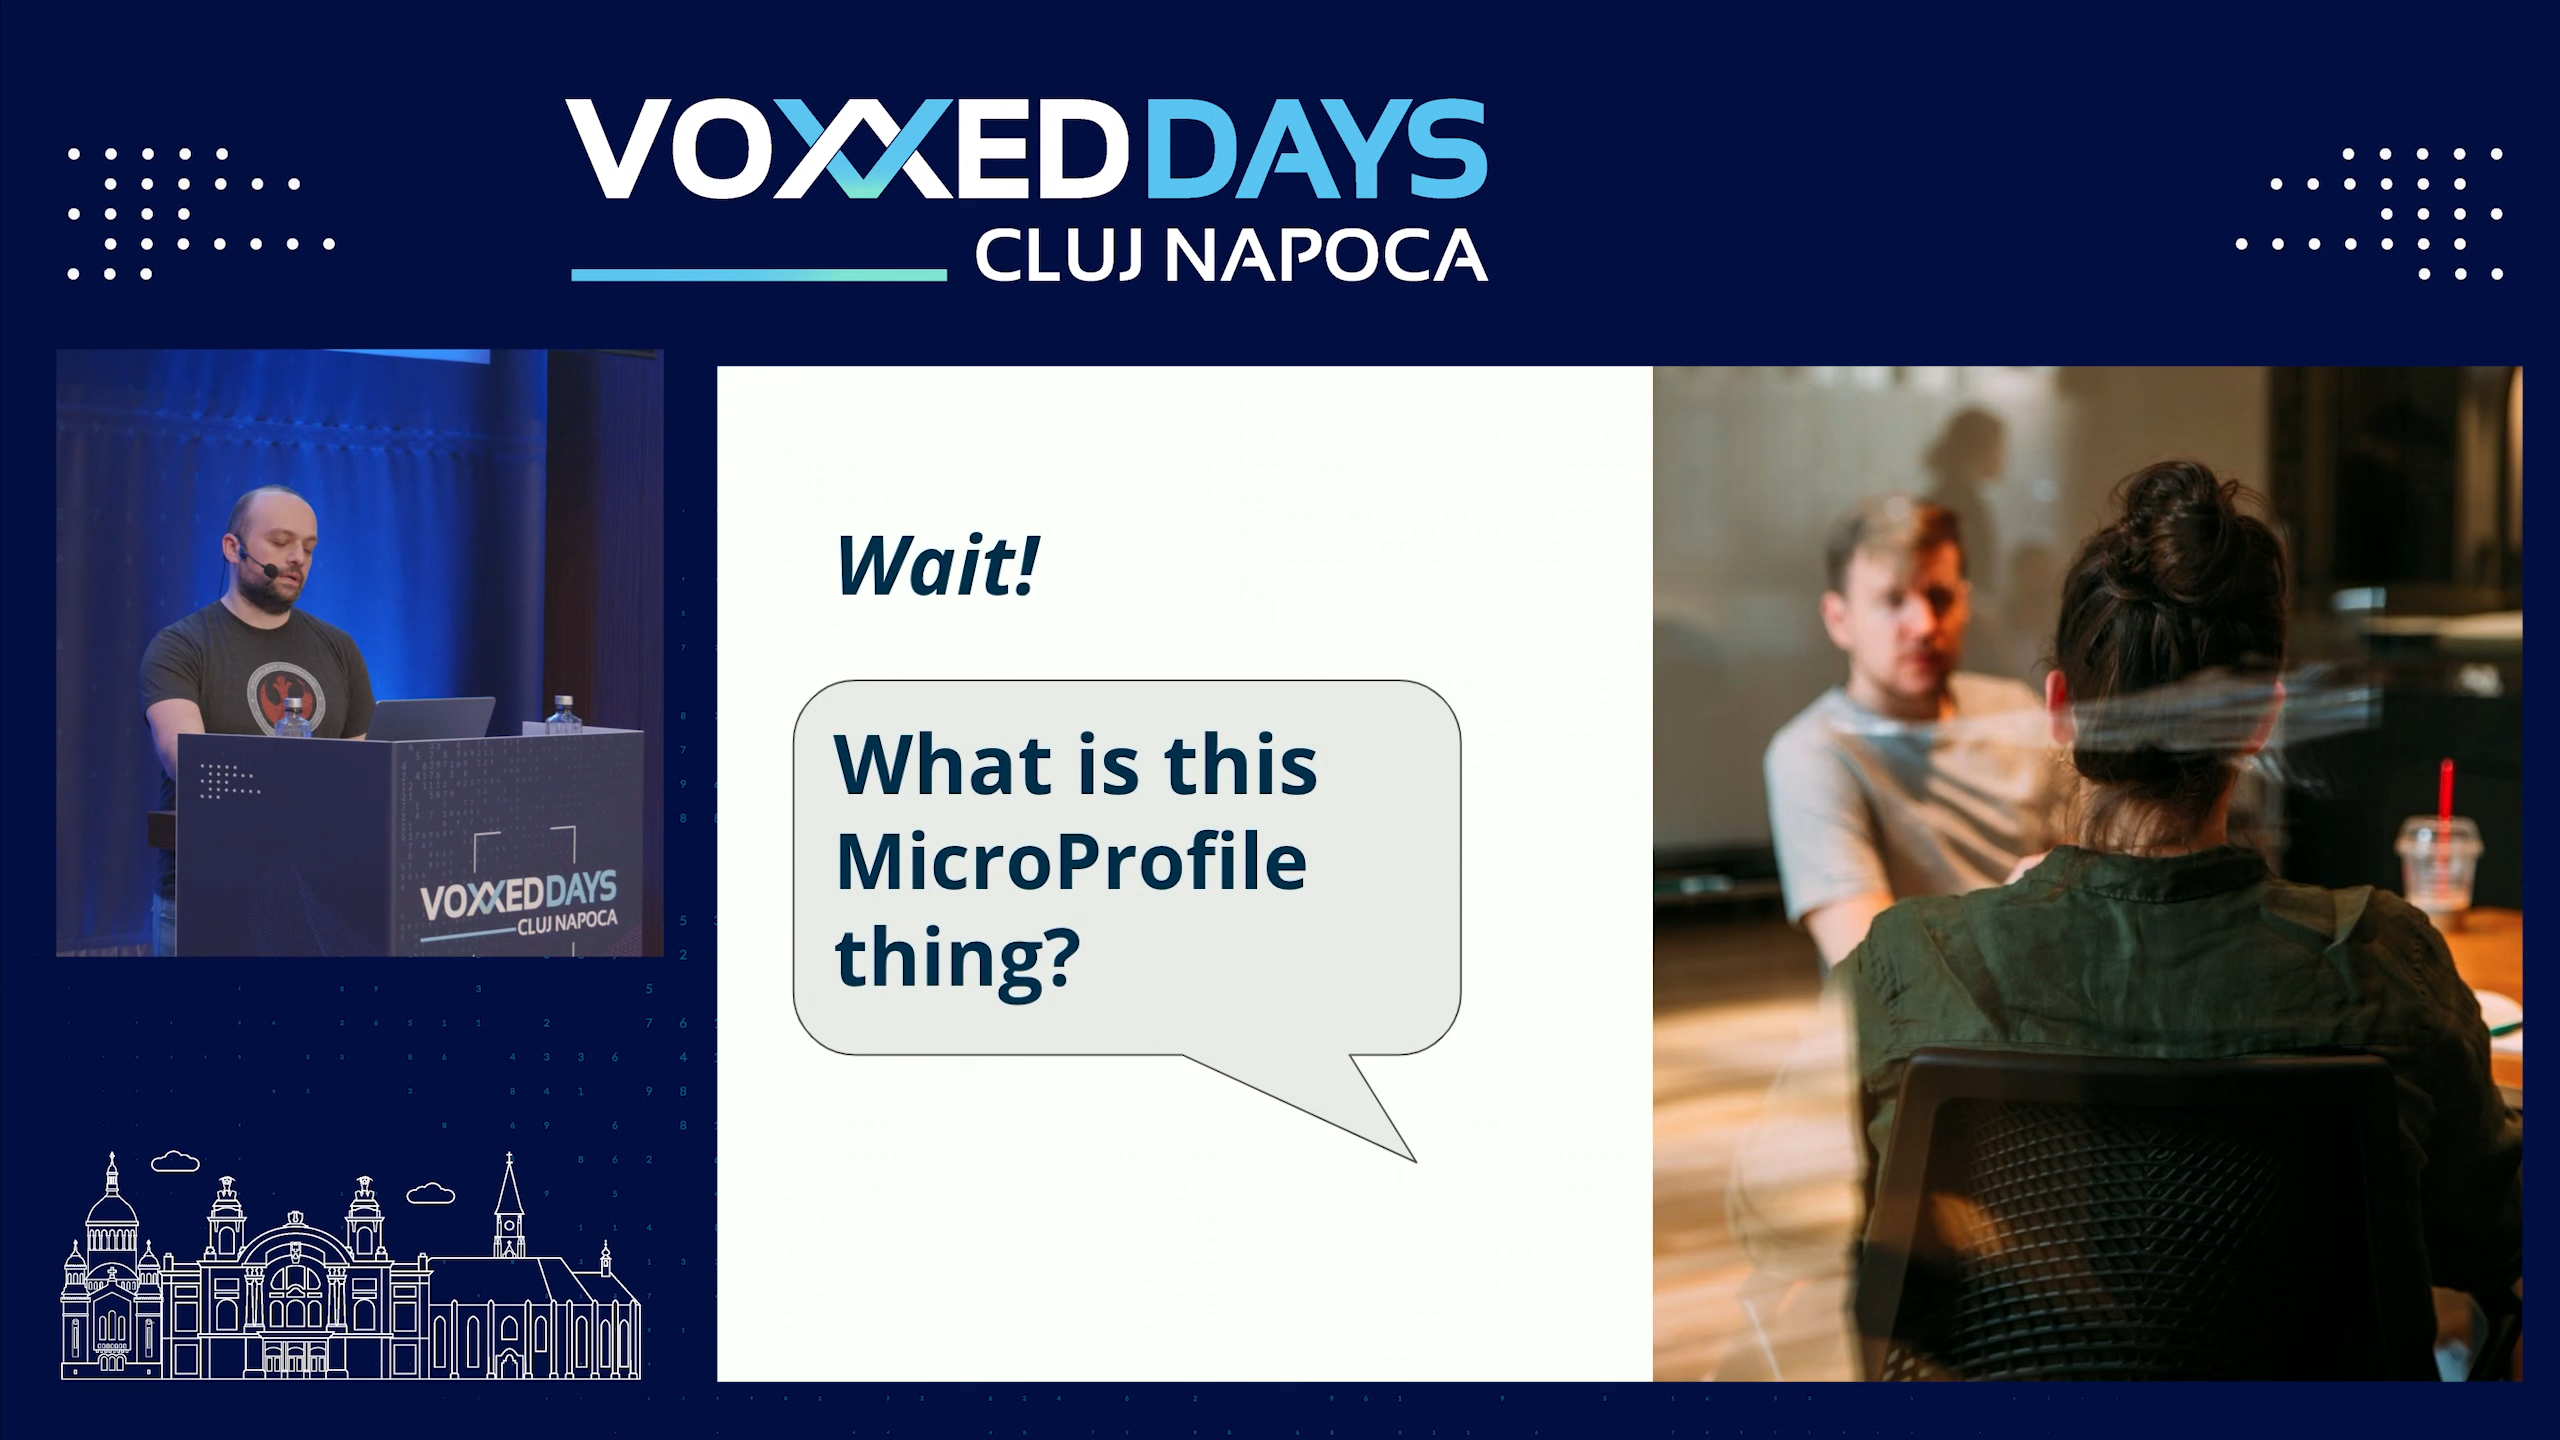 VOXXED DAYS
CLUJ NAPOCA
Wait!
What is this
MicroProfile
thing?
VOXXED DAYS
CLUJ NAPOCA